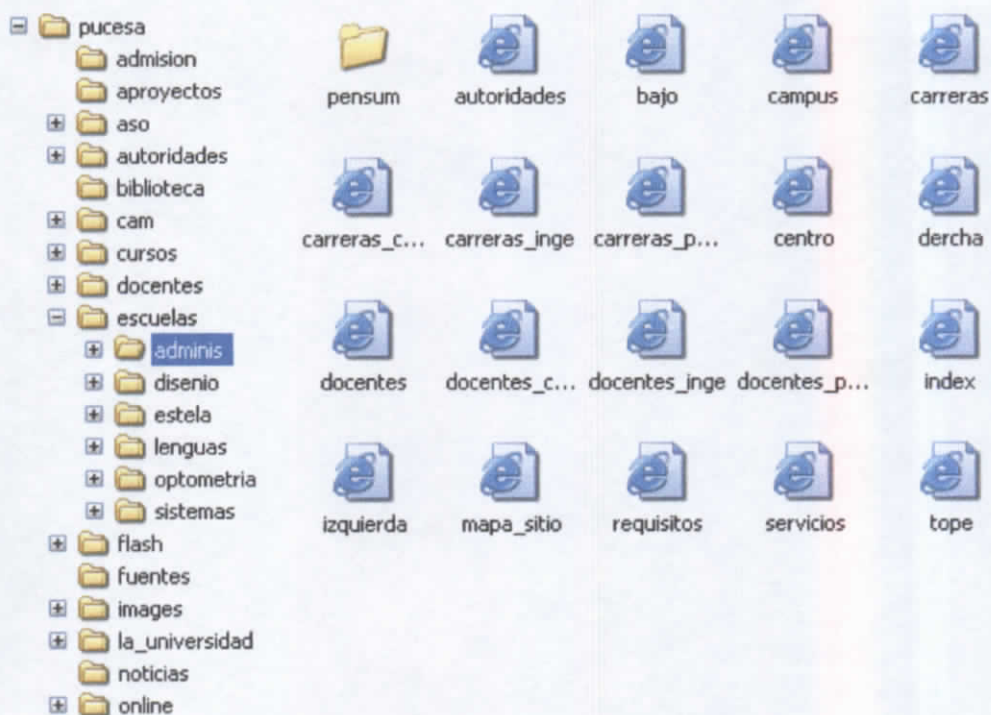 pucesa
admision
aproyectos
aso
autoridades
biblioteca
cam
cursos
docentes
escuelas
adminis
disenio
estela
lenguas
optometria
sistemas
flash
fuentes
images
la_universidad
noticias
online
pensum autoridades bajo campus carreras
carreras_c... carreras_inge carreras_p... centro dercha
docentes docentes_c... docentes_inge docentes_p... index
izquierda mapa_sitio requisitos servicios tope